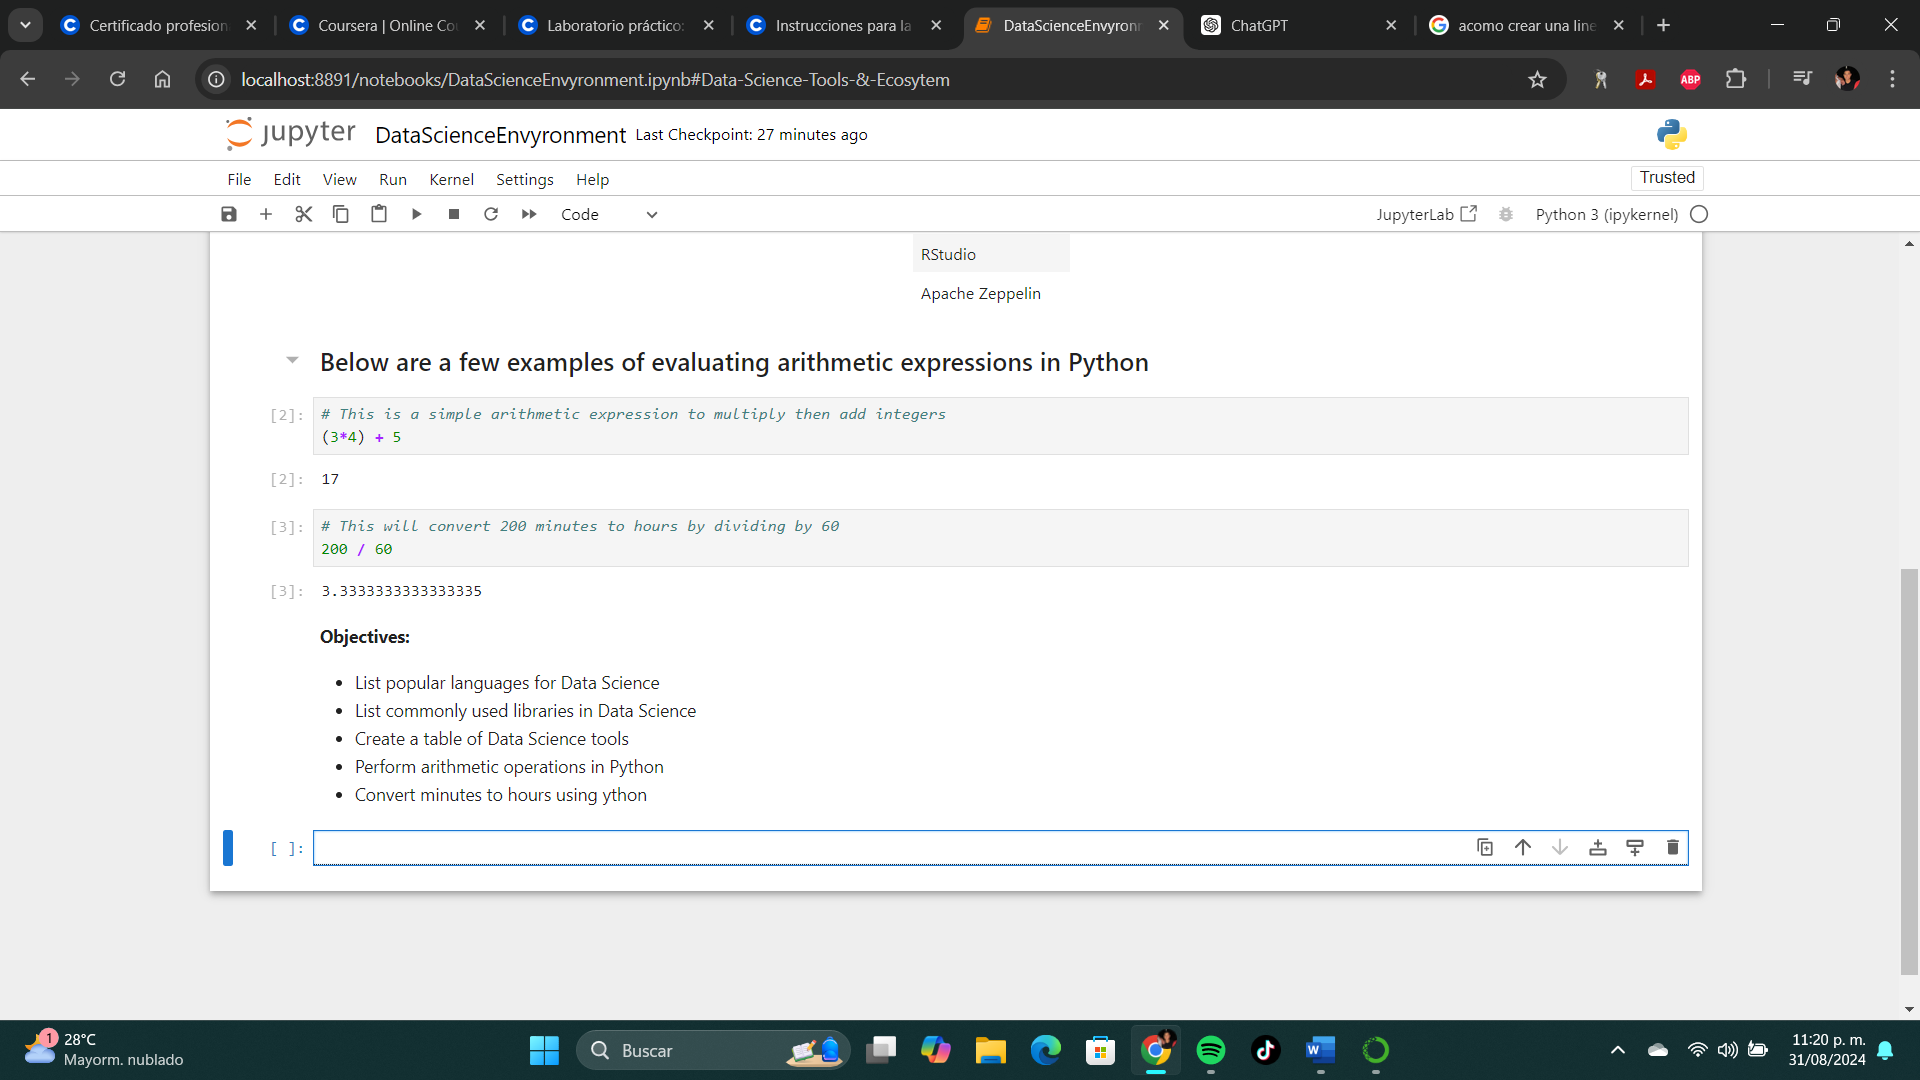 Certificado profesion
Coursera | Online Co
Laboratorio práctico:
Instrucciones para la
DataScienceEnvyronm
ChatGPT
acomo crear una line
localhost:8891/notebooks/DataScienceEnvyronment.ipynb#Data-Science-Tools-&-Ecosytem
ABP
jupyter DataScienceEnvyronment Last Checkpoint: 27 minutes ago
File Edit View Run Kernel Settings Help
Trusted
Code
JupyterLab
Python 3 (ipykernel)
RStudio
Apache Zeppelin
Below are a few examples of evaluating arithmetic expressions in Python
[2]: # This is a simple arithmetic expression to multiply then add integers
(3*4) + 5
[2]: 17
[3]: # This will convert 200 minutes to hours by dividing by 60
200 / 60
[3]: 3.3333333333333335
Objectives:
• List popular languages for Data Science
• List commonly used libraries in Data Science
• Create a table of Data Science tools
• Perform arithmetic operations in Python
• Convert minutes to hours using ython
[ ]:
1
28°C
Mayorm. nublado
Buscar
11:20 p. m.
31/08/2024